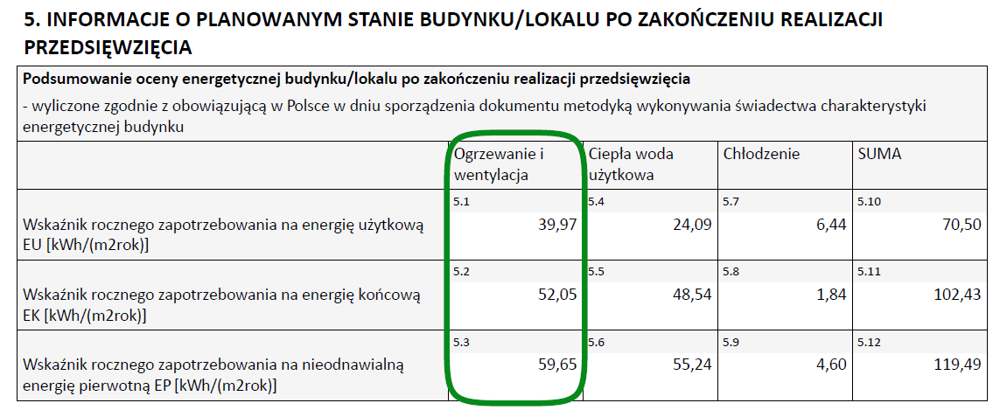 5. INFORMACJE O PLANOWANYM STANIE BUDYNKU/LOKALU PO ZAKOŃCZENIU REALIZACJI
PRZEDSIĘWZIĘCIA
Podsumowanie oceny energetycznej budynku/lokalu po zakończeniu realizacji przedsięwzięcia
- wyliczone zgodnie z obowiązującą w Polsce w dniu sporządzenia dokumentu metodyką wykonywania świadectwa charakterystyki
energetycznej budynku
Ogrzewanie i wentylacja Ciepła woda użytkowa Chłodzenie SUMA
5.1 5.4 5.7 5.10
Wskaźnik rocznego zapotrzebowania na energię użytkową 39,97 24,09 6,44 70,50
EU [kWh/(m2rok)]
5.2 5.5 5.8 5.11
Wskaźnik rocznego zapotrzebowania na energię końcową 52,05 48,54 1,84 102,43
EK [kWh/(m2rok)]
5.3 5.6 5.9 5.12
Wskaźnik rocznego zapotrzebowania na nieodnawialną 59,65 55,24 4,60 119,49
energię pierwotną EP [kWh/(m2rok)]